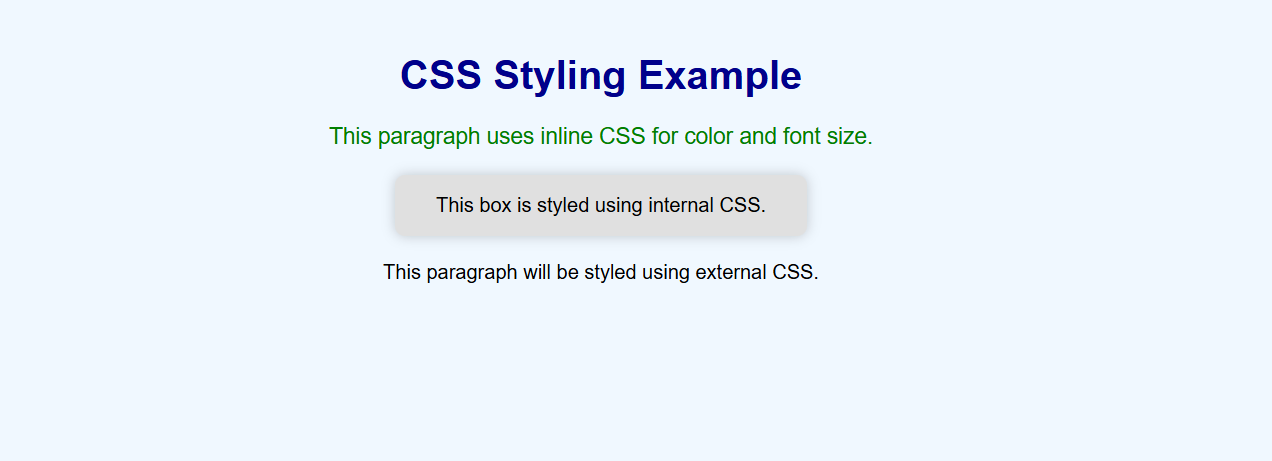 CSS Styling Example
This paragraph uses inline CSS for color and font size.
This box is styled using internal CSS.
This paragraph will be styled using external CSS.